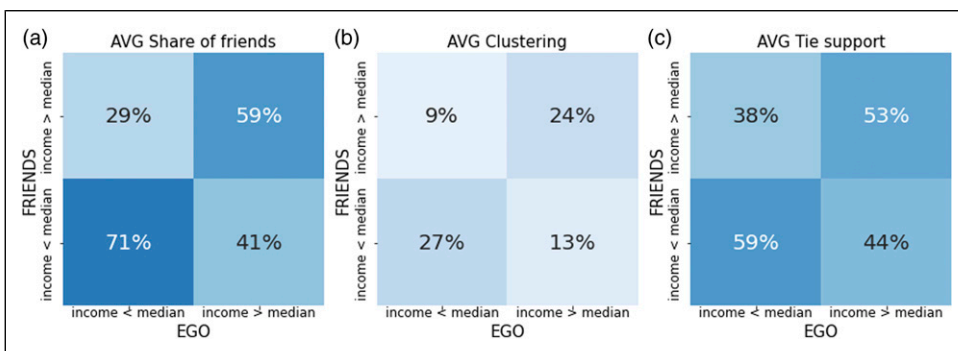 (a)
AVG Share of friends
FRIENDS
income > median
income < median
29%
59%
71%
41%
income < median
income > median
EGO
(b)
AVG Clustering
FRIENDS
income > median
income < median
9%
24%
27%
13%
income < median
income > median
EGO
(c)
AVG Tie support
FRIENDS
income > median
income < median
38%
53%
59%
44%
income < median
income > median
EGO